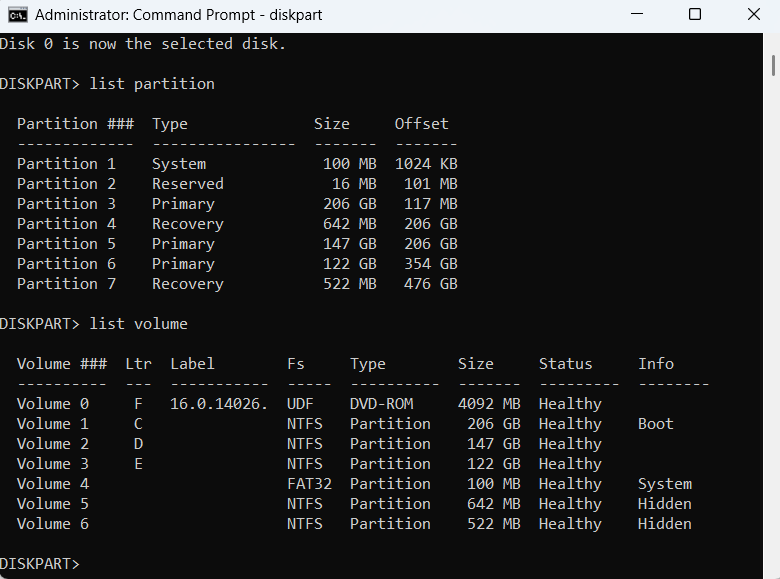 Administrator: Command Prompt - diskpart
Disk 0 is now the selected disk.
DISKPART> list partition
Partition ###  Type              Size     Offset
-------------  ----------------  -------  -------
Partition 1    System             100 MB  1024 KB
Partition 2    Reserved            16 MB   101 MB
Partition 3    Primary            206 GB   117 MB
Partition 4    Recovery           642 MB   206 GB
Partition 5    Primary            147 GB   206 GB
Partition 6    Primary            122 GB   354 GB
Partition 7    Recovery           522 MB   476 GB
DISKPART> list volume
Volume ###  Ltr  Label        Fs     Type        Size     Status     Info
----------  ---  -----------  -----  ----------  -------  ---------  --------
Volume 0     F   16.0.14026.  UDF    DVD-ROM     4092 MB  Healthy
Volume 1     C                NTFS   Partition    206 GB  Healthy    Boot
Volume 2     D                NTFS   Partition    147 GB  Healthy
Volume 3     E                NTFS   Partition    122 GB  Healthy
Volume 4                      FAT32  Partition    100 MB  Healthy    System
Volume 5                      NTFS   Partition    642 MB  Healthy    Hidden
Volume 6                      NTFS   Partition    522 MB  Healthy    Hidden
DISKPART>